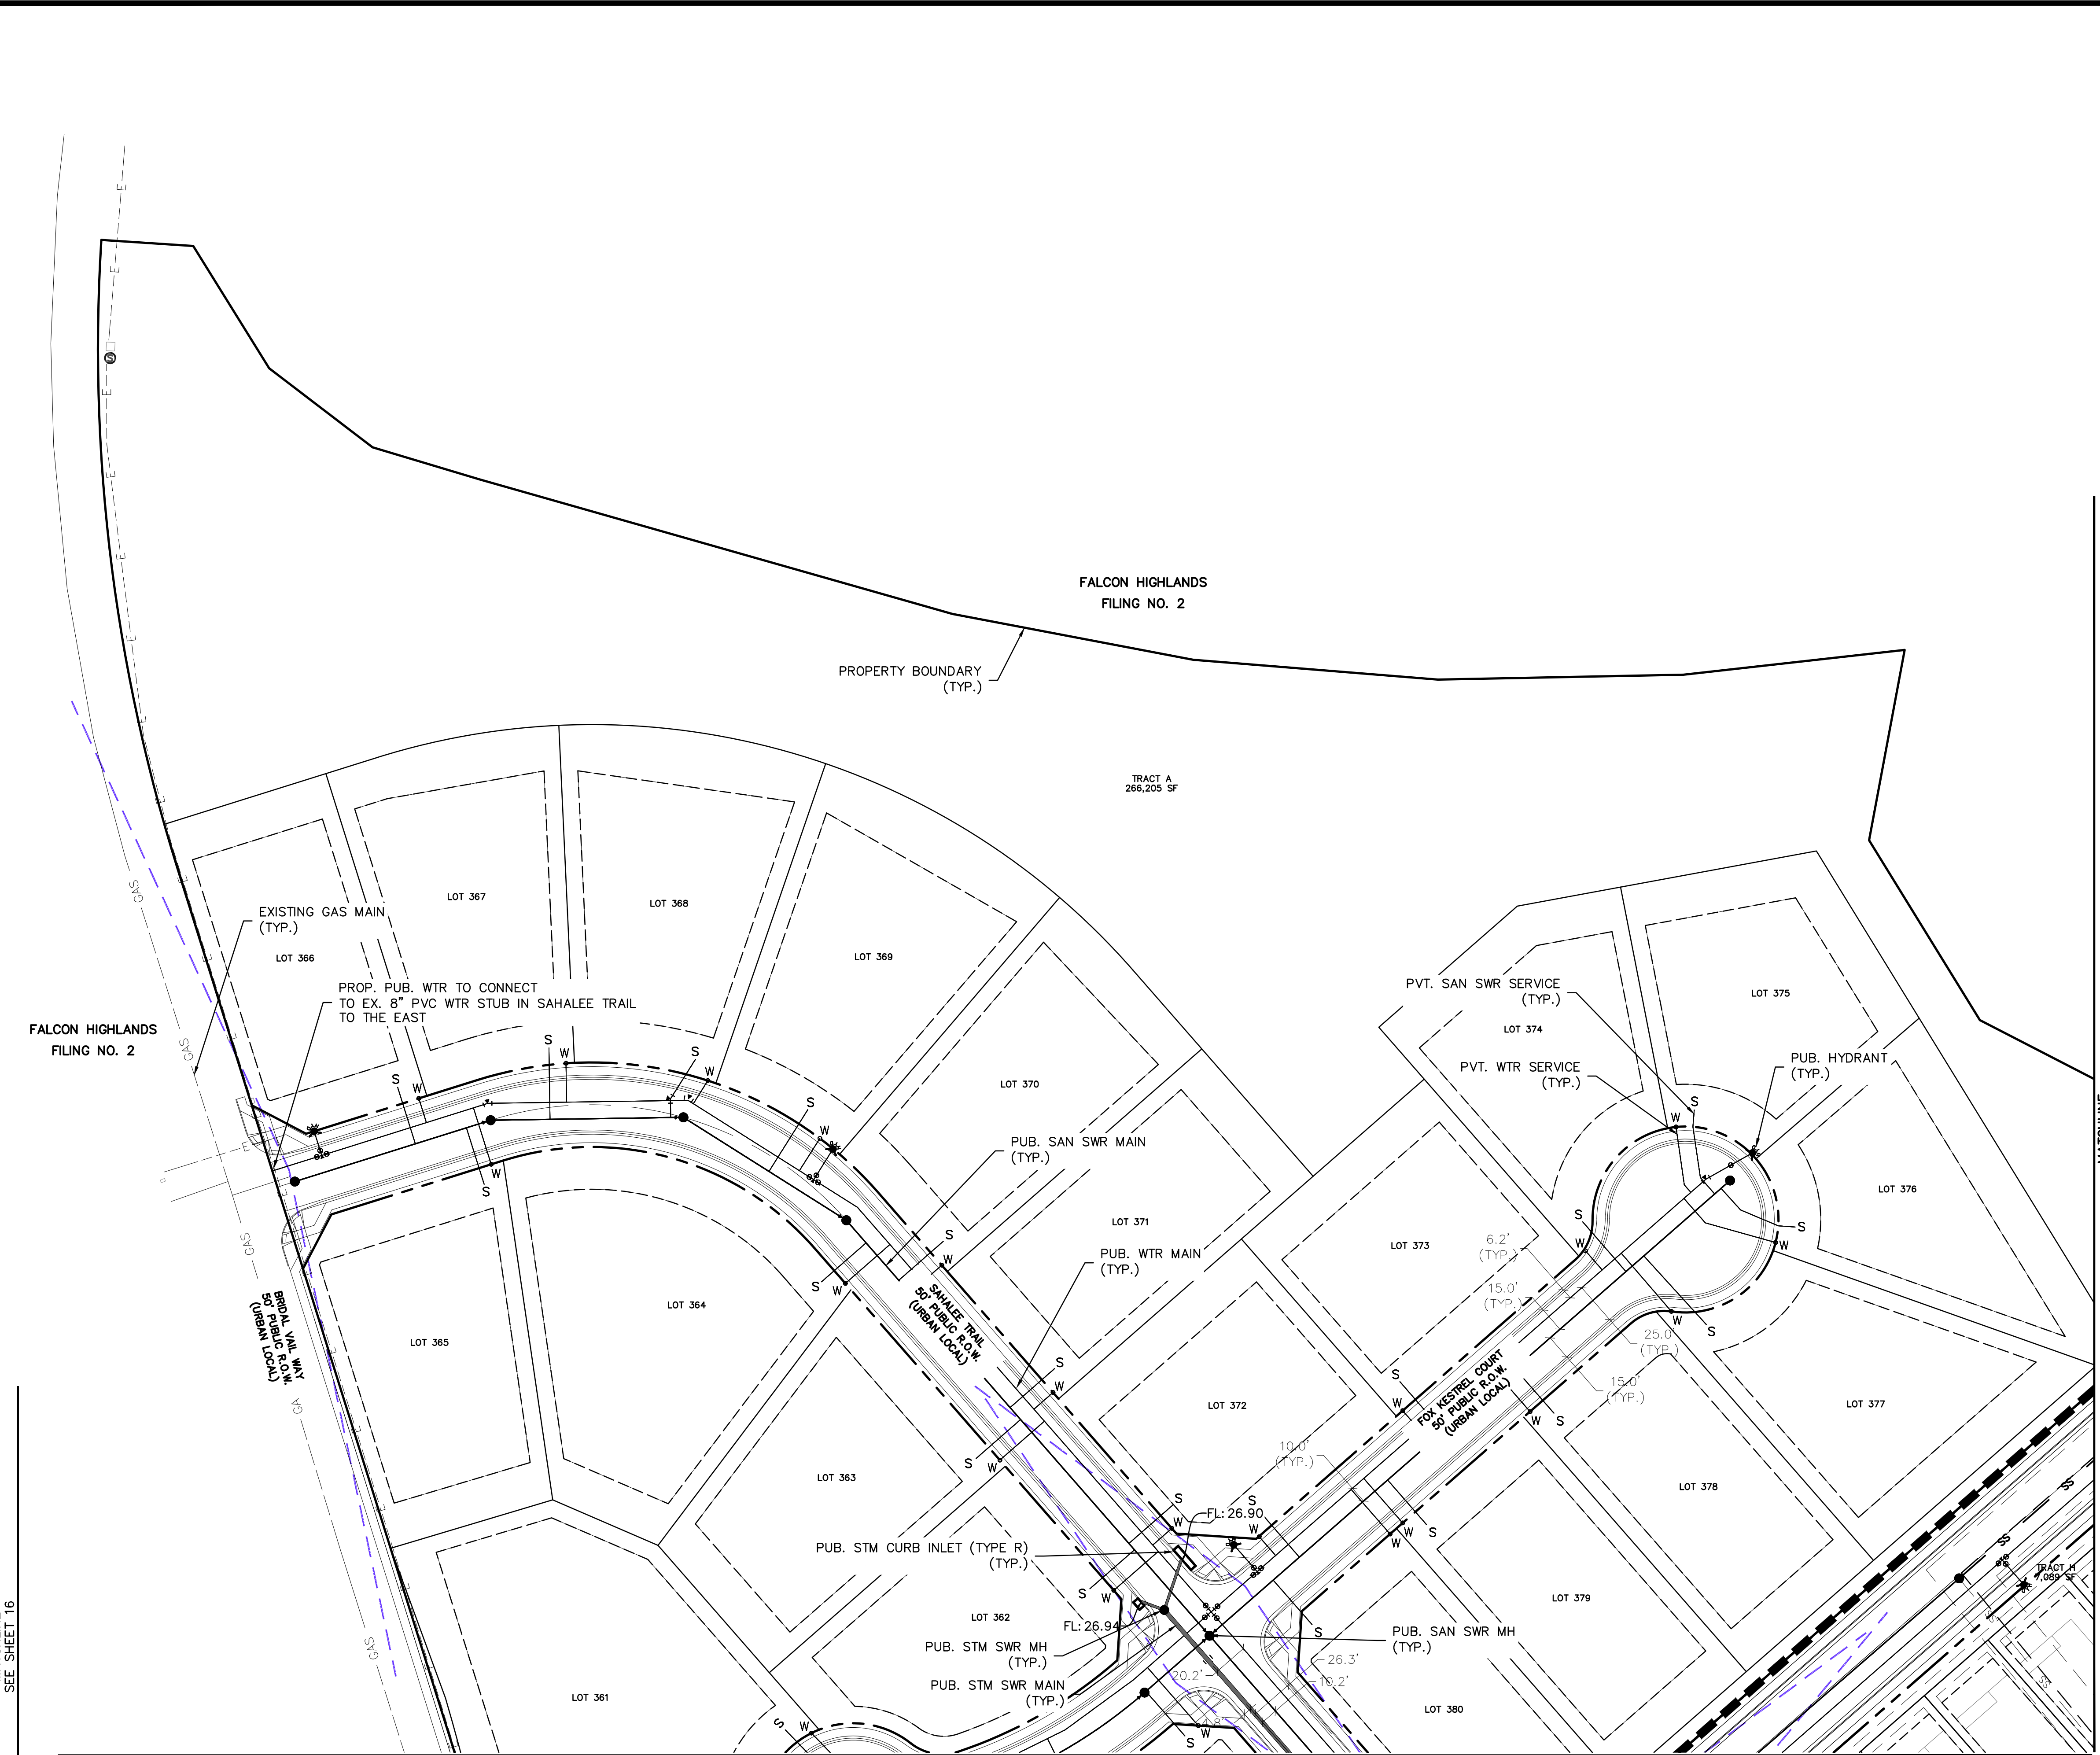 FALCON HIGHLANDS
FILING NO. 2
PROPERTY BOUNDARY
(TYP.)
TRACT A
266,205 SF
EXISTING GAS MAIN
(TYP.)
LOT 366
LOT 367
LOT 368
LOT 369
PROP. PUB. WTR TO CONNECT
TO EX. 8" PVC WTR STUB IN SAHALEE TRAIL
TO THE EAST
FALCON HIGHLANDS
FILING NO. 2
PVT. SAN SWR SERVICE
(TYP.)
LOT 374
LOT 375
PVT. WTR SERVICE
(TYP.)
PUB. HYDRANT
(TYP.)
LOT 370
PUB. SAN SWR MAIN
(TYP.)
LOT 371
PUB. WTR MAIN
(TYP.)
LOT 376
LOT 373
6.2'
(TYP.)
15.0'
(TYP.)
25.0'
(TYP.)
15.0'
(TYP.)
10.0'
(TYP.)
SAHALEE TRAIL
50' PUBLIC R.O.W.
(URBAN LOCAL)
BRIDAL VAIL WAY
50' PUBLIC R.O.W.
(URBAN LOCAL)
FOX KESTREL COURT
50' PUBLIC R.O.W.
(URBAN LOCAL)
LOT 365
LOT 364
LOT 363
LOT 372
LOT 377
LOT 378
LOT 379
FL: 26.90
PUB. STM CURB INLET (TYPE R)
(TYP.)
LOT 362
FL: 26.94
PUB. STM SWR MH
(TYP.)
PUB. STM SWR MAIN
(TYP.)
PUB. SAN SWR MH
(TYP.)
20.2'
26.3'
10.2'
LOT 361
LOT 380
TRACT H
7,089 SF
SEE SHEET 16
GAS
GAS
GAS
GAS
GA
GAS
E
E
E
S
S
S
S
S
S
S
W
W
W
W
W
W
W
SS
SS
SS